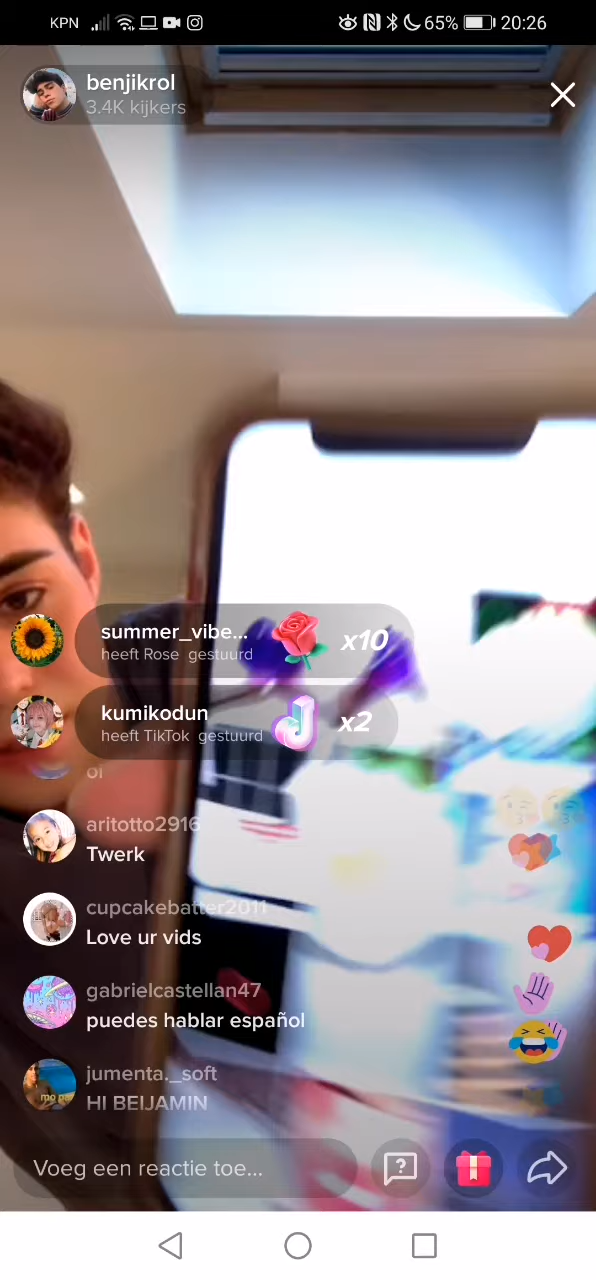 KPN
65%
20:26
benjikrol
3.4K kijkers
summer_vibe...
heeft Rose gestuurd
x10
kumikodun
heeft TikTok gestuurd
x2
aritotto2916
Twerk
cupcakebatter2011
Love ur vids
gabrielcastellan47
puedes hablar español
jumenta._soft
HI BEIJAMIN
Voeg een reactie toe...